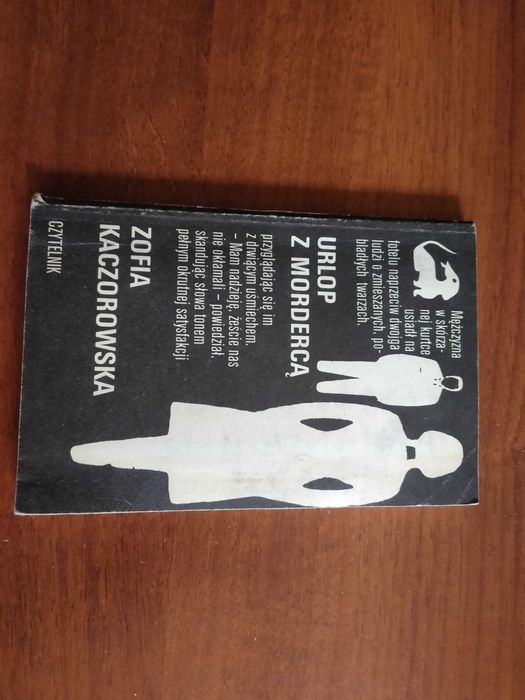 Mężczyzna
w skórza-
nej kurtce
usiadł na
fotelu naprzeciw dwojga
ludzi o zmieszanych po-
bladłych twarzach,
URLOP
Z MORDERCĄ
przyglądając się im
z drwiącym uśmiechem.
– Mam nadzieję, żeście nas
nie okłamali – powiedział,
skandując słowa tonem
pełnym okrutnej satysfakcji
ZOFIA
KACZOROWSKA
CZYTELNIK